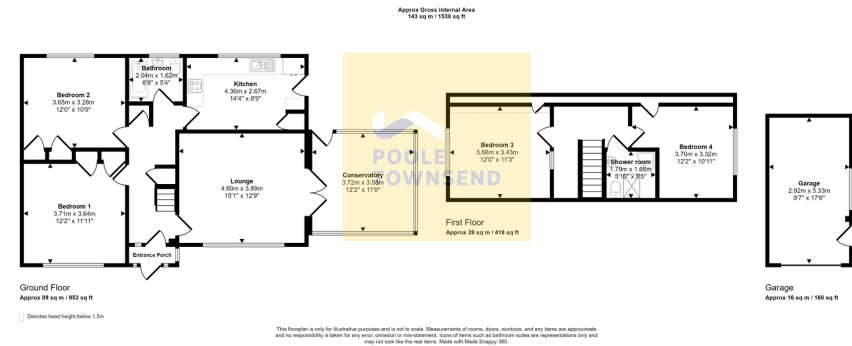 Approx Gross Internal Area
143 sq m / 1538 sq ft
Bedroom 2
3.65m x 3.28m
12'0" x 10'9"
Bathroom
2.04m x 1.62m
6'8" x 5'4"
Kitchen
4.36m x 2.67m
14'4" x 8'9"
Bedroom 1
3.71m x 3.64m
12'2" x 11'11"
Lounge
4.60m x 3.89m
15'1" x 12'9"
Conservatory
3.72m x 3.58m
12'2" x 11'9"
Entrance Porch
POOLE
TOWNSEND
Bedroom 3
3.66m x 3.43m
12'0" x 11'3"
Shower room
1.79m x 1.66m
5'10" x 5'5"
Bedroom 4
3.70m x 3.32m
12'2" x 10'11"
Garage
2.92m x 5.33m
9'7" x 17'6"
First Floor
Approx 39 sq m / 418 sq ft
Ground Floor
Approx 89 sq m / 953 sq ft
Garage
Approx 16 sq m / 168 sq ft
Denotes head height below 1.5m
This floorplan is only for illustrative purposes and is not to scale. Measurements of rooms, doors, windows, and any items are approximate
and no responsibility is taken for any error, omission or mis-statement. Icons of items such as bathroom suites are representations only and
may not look like the real items. Made with Made Snappy 360.